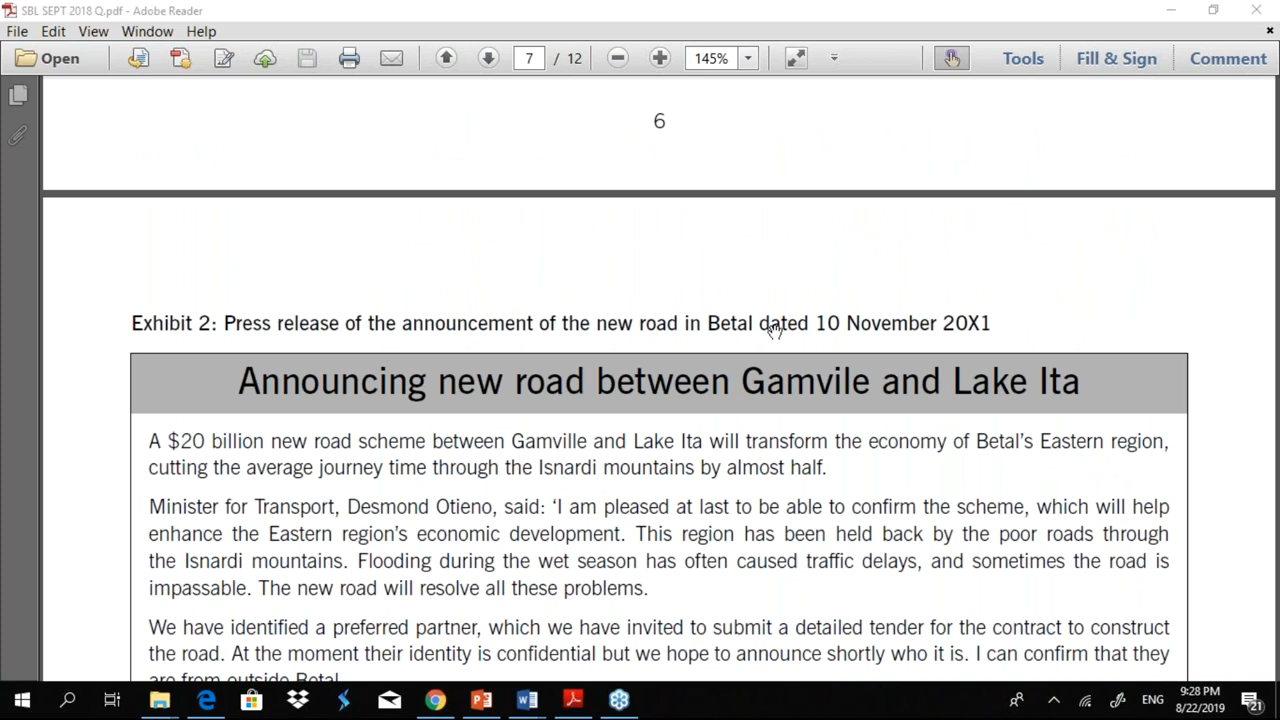 SBL SEPT 2018 Q.pdf - Adobe Reader
File Edit View Window Help
Open 7 / 12 145% Tools Fill & Sign Comment
6
Exhibit 2: Press release of the announcement of the new road in Betal dated 10 November 20X1
Announcing new road between Gamvile and Lake Ita
A $20 billion new road scheme between Gamville and Lake Ita will transform the economy of Betal’s Eastern region,
cutting the average journey time through the Isnardi mountains by almost half.
Minister for Transport, Desmond Otieno, said: ‘I am pleased at last to be able to confirm the scheme, which will help
enhance the Eastern region’s economic development. This region has been held back by the poor roads through
the Isnardi mountains. Flooding during the wet season has often caused traffic delays, and sometimes the road is
impassable. The new road will resolve all these problems.
We have identified a preferred partner, which we have invited to submit a detailed tender for the contract to construct
the road. At the moment their identity is confidential but we hope to announce shortly who it is. I can confirm that they
are from outside Betal
ENG 9:28 PM
8/22/2019 21